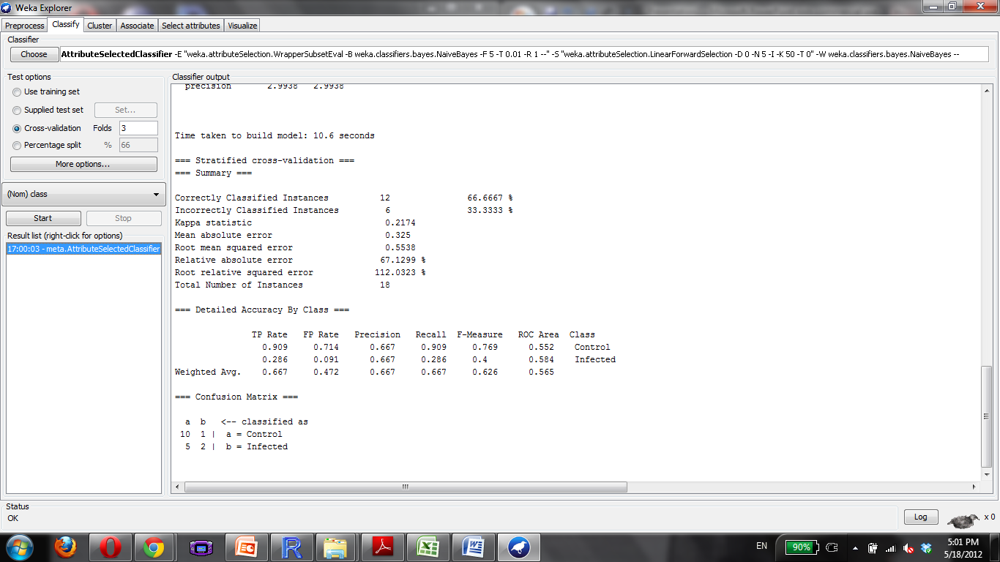 Weka Explorer
Preprocess Classify Cluster Associate Select attributes Visualize
Classifier
Choose AttributeSelectedClassifier -E "weka.attributeSelection.WrapperSubsetEval -B weka.classifiers.bayes.NaiveBayes -F 5 -T 0.01 -R 1 --" -S "weka.attributeSelection.LinearForwardSelection -D 0 -N 5 -I -K 50 -T 0" -W weka.classifiers.bayes.NaiveBayes --
Test options
Use training set
Supplied test set Set...
Cross-validation Folds 3
Percentage split % 66
More options...
(Nom) class
Start Stop
Result list (right-click for options)
17:00:03 - meta.AttributeSelectedClassifier
Classifier output
precision 2.9938 2.9938
Time taken to build model: 10.6 seconds
=== Stratified cross-validation ===
=== Summary ===
Correctly Classified Instances 12 66.6667 %
Incorrectly Classified Instances 6 33.3333 %
Kappa statistic 0.2174
Mean absolute error 0.325
Root mean squared error 0.5538
Relative absolute error 67.1299 %
Root relative squared error 112.0323 %
Total Number of Instances 18
=== Detailed Accuracy By Class ===
TP Rate FP Rate Precision Recall F-Measure ROC Area Class
0.909 0.714 0.667 0.909 0.769 0.552 Control
0.286 0.091 0.667 0.286 0.4 0.584 Infected
Weighted Avg. 0.667 0.472 0.667 0.667 0.626 0.565
=== Confusion Matrix ===
a b <-- classified as
10 1 | a = Control
5 2 | b = Infected
Status
OK
Log x 0
EN 90% 5:01 PM
5/18/2012